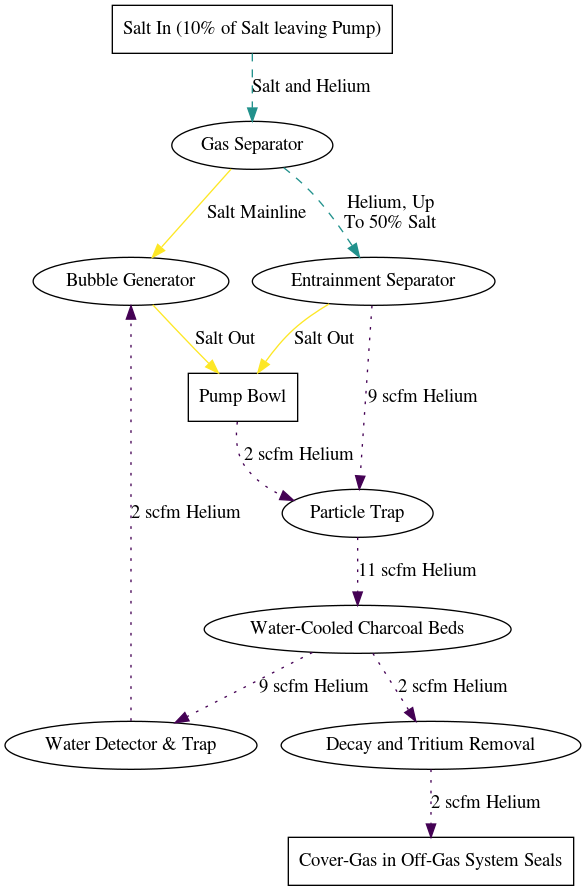 Salt In (10% of Salt leaving Pump)
Salt and Helium
Gas Separator
Salt Mainline
Helium, Up
To 50% Salt
Bubble Generator
Entrainment Separator
Salt Out
Salt Out
Pump Bowl
9 scfm Helium
2 scfm Helium
Particle Trap
2 scfm Helium
11 scfm Helium
Water-Cooled Charcoal Beds
9 scfm Helium
2 scfm Helium
Water Detector & Trap
Decay and Tritium Removal
2 scfm Helium
Cover-Gas in Off-Gas System Seals